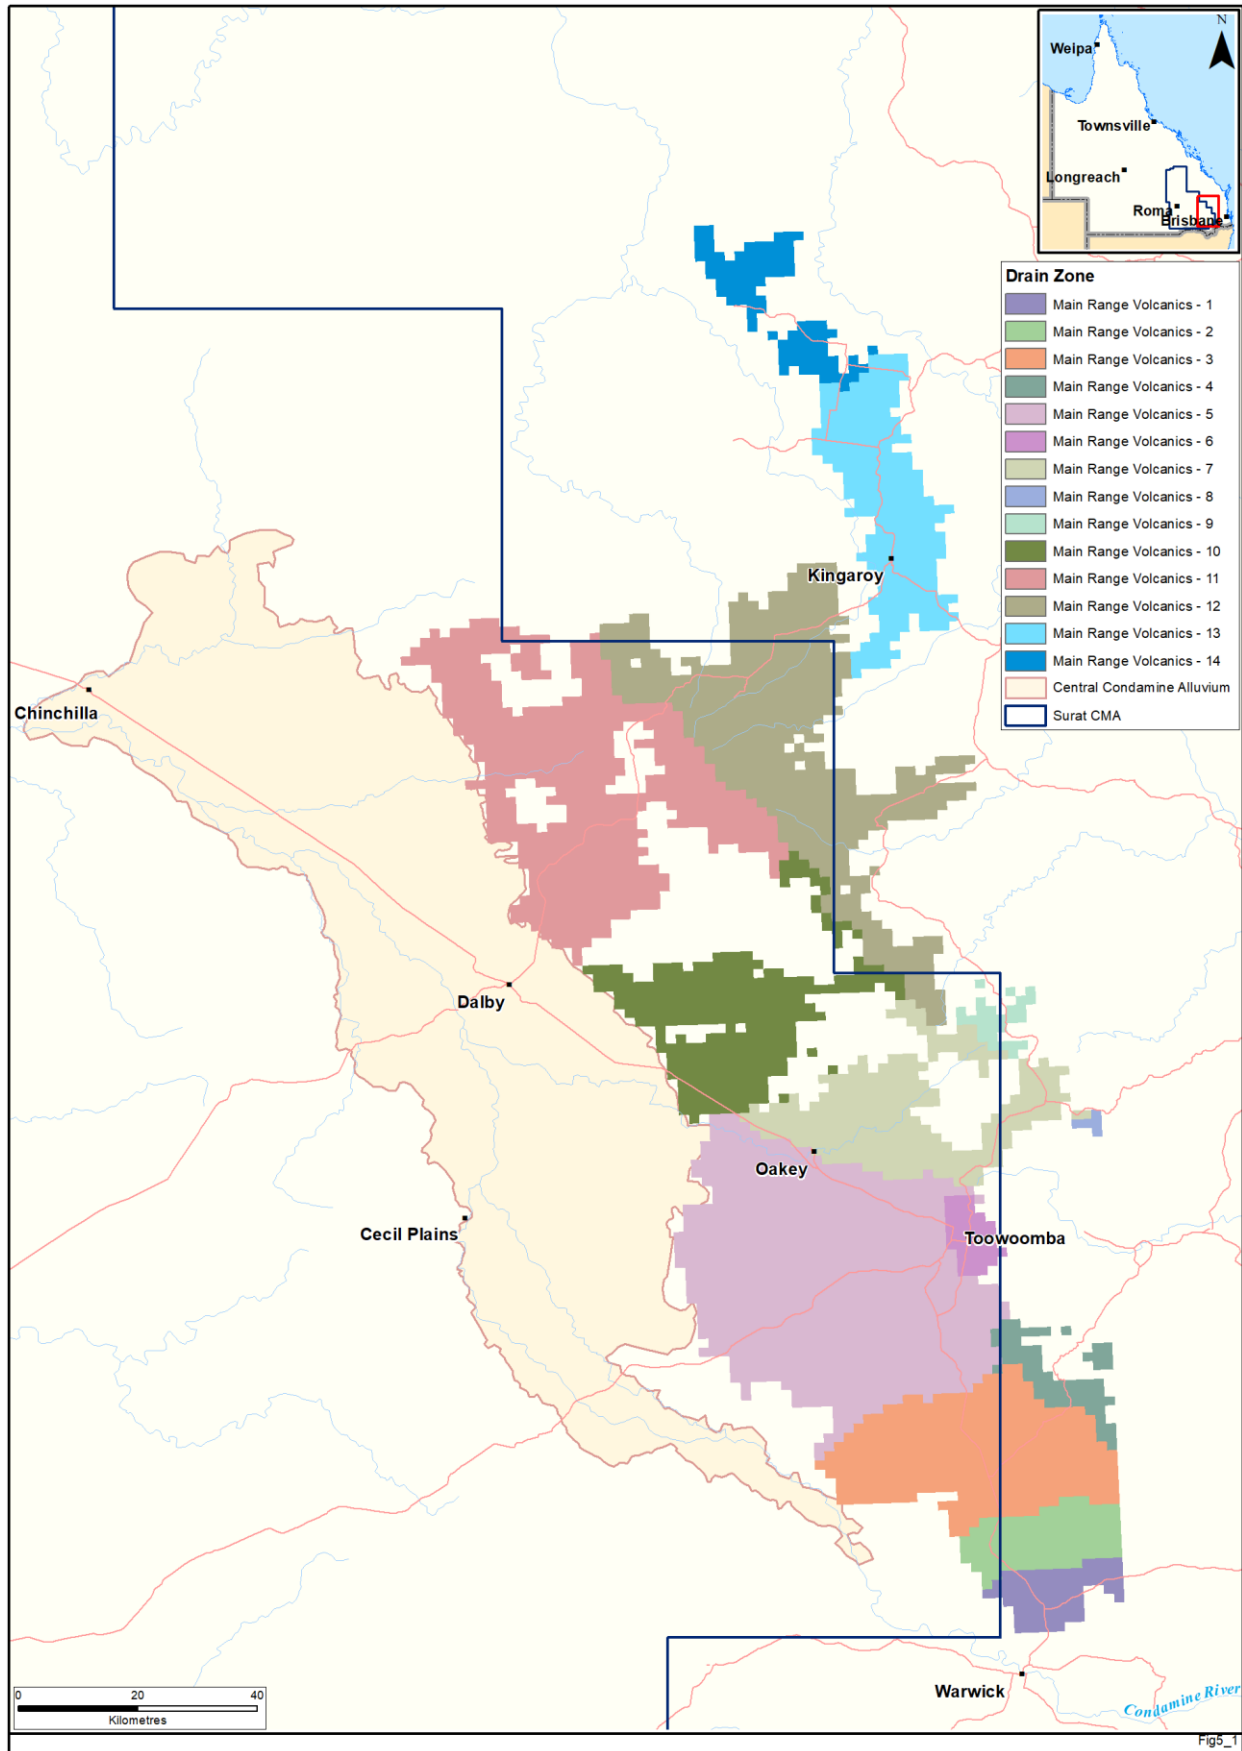 N
Weipa
Townsville
Longreach
Roma
Brisbane
Drain Zone
Main Range Volcanics - 1
Main Range Volcanics - 2
Main Range Volcanics - 3
Main Range Volcanics - 4
Main Range Volcanics - 5
Main Range Volcanics - 6
Main Range Volcanics - 7
Main Range Volcanics - 8
Main Range Volcanics - 9
Main Range Volcanics - 10
Main Range Volcanics - 11
Main Range Volcanics - 12
Main Range Volcanics - 13
Main Range Volcanics - 14
Central Condamine Alluvium
Surat CMA
Kingaroy
Chinchilla
Dalby
Oakey
Cecil Plains
Toowoomba
Warwick
Condamine River
0 20 40
Kilometres
Fig5_1